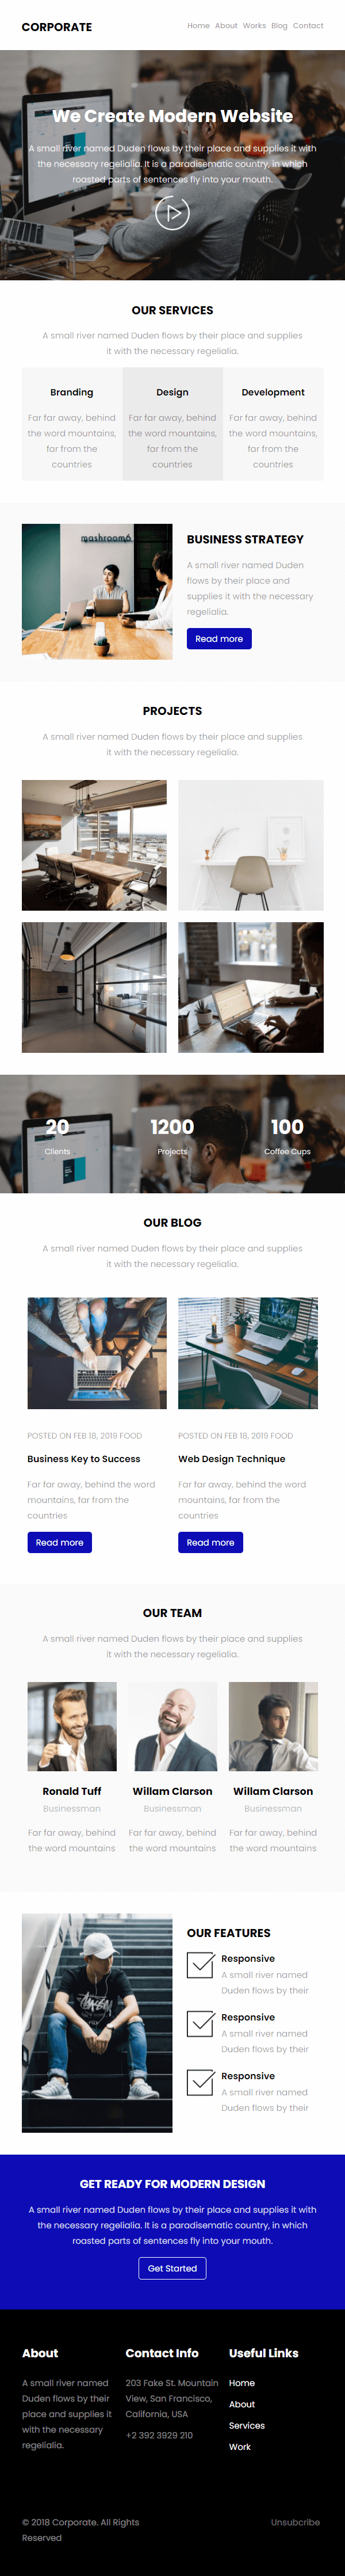 CORPORATE
Home About Works Blog Contact
We Create Modern Website
A small river named Duden flows by their place and supplies it with
the necessary regelialia. It is a paradisematic country, in which
roasted parts of sentences fly into your mouth.
OUR SERVICES
A small river named Duden flows by their place and supplies
it with the necessary regelialia.
Branding
Far far away, behind
the word mountains,
far from the
countries
Design
Far far away, behind
the word mountains,
far from the
countries
Development
Far far away, behind
the word mountains,
far from the
countries
mashroom6
BUSINESS STRATEGY
A small river named Duden
flows by their place and
supplies it with the necessary
regelialia.
Read more
PROJECTS
A small river named Duden flows by their place and supplies
it with the necessary regelialia.
20
Clients
1200
Projects
100
Coffee Cups
OUR BLOG
A small river named Duden flows by their place and supplies
it with the necessary regelialia.
POSTED ON FEB 18, 2019 FOOD
Business Key to Success
Far far away, behind the word
mountains, far from the
countries
Read more
POSTED ON FEB 18, 2019 FOOD
Web Design Technique
Far far away, behind the word
mountains, far from the
countries
Read more
OUR TEAM
A small river named Duden flows by their place and supplies
it with the necessary regelialia.
Ronald Tuff
Businessman
Far far away, behind
the word mountains
Willam Clarson
Businessman
Far far away, behind
the word mountains
Willam Clarson
Businessman
Far far away, behind
the word mountains
OUR FEATURES
Responsive
A small river named
Duden flows by their
Responsive
A small river named
Duden flows by their
Responsive
A small river named
Duden flows by their
GET READY FOR MODERN DESIGN
A small river named Duden flows by their place and supplies it with
the necessary regelialia. It is a paradisematic country, in which
roasted parts of sentences fly into your mouth.
Get Started
About
A small river named
Duden flows by their
place and supplies it
with the necessary
regelialia.
Contact Info
203 Fake St. Mountain
View, San Francisco,
California, USA
+2 392 3929 210
Useful Links
Home
About
Services
Work
© 2018 Corporate. All Rights
Reserved
Unsubcribe